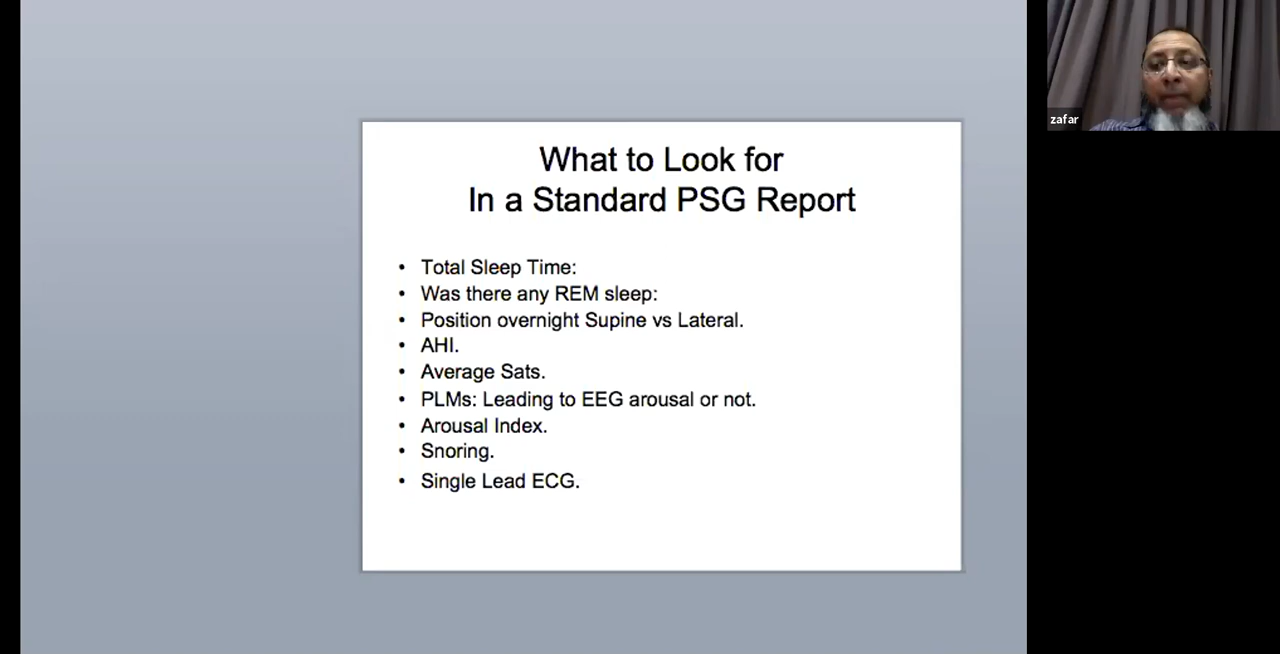 What to Look for
In a Standard PSG Report
• Total Sleep Time:
• Was there any REM sleep:
• Position overnight Supine vs Lateral.
• AHI.
• Average Sats.
• PLMs: Leading to EEG arousal or not.
• Arousal Index.
• Snoring.
• Single Lead ECG.
zafar